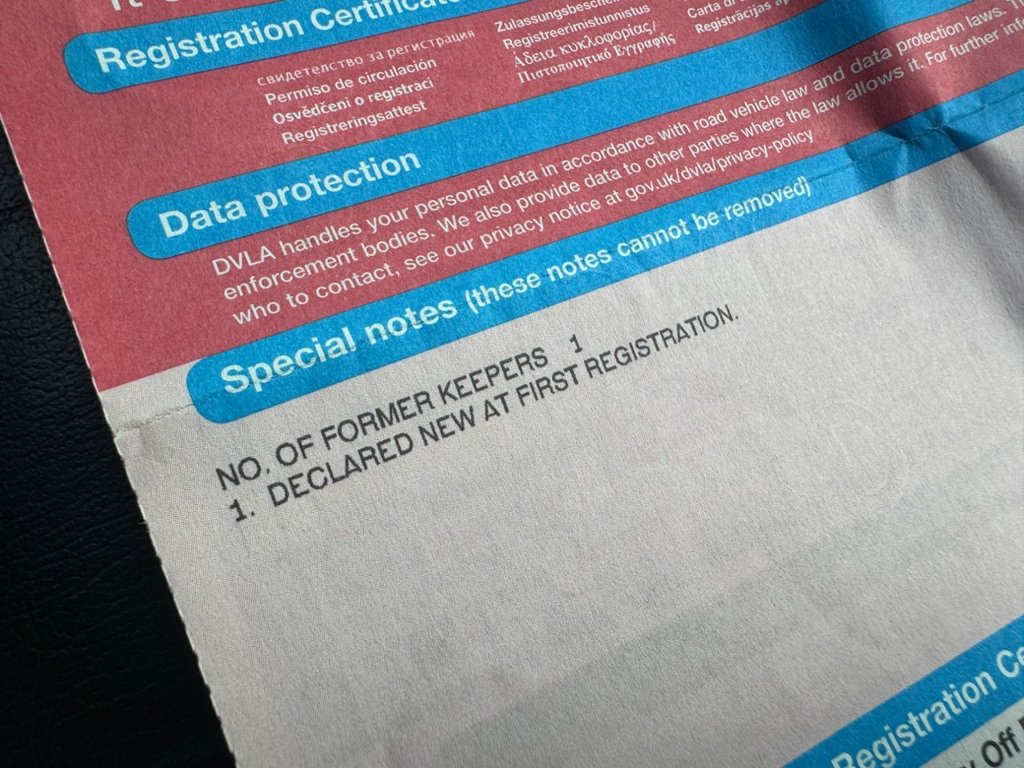 Registration Certificate
свидетелство за регистрация
Permiso de circulación
Osvědčení o registraci
Registreringsattest
Registreerimistunnistus
Άδεια κυκλοφορίας/
Πιστοποιητικό Εγγραφής
Carta di
Reģistrācijas
Data protection
DVLA handles your personal data in accordance with road vehicle law and data protection laws.
enforcement bodies. We also provide data to other parties where the law allows it. For further
who to contact, see our privacy notice at gov.uk/dvla/privacy-policy
Special notes (these notes cannot be removed)
NO. OF FORMER KEEPERS 1
1. DECLARED NEW AT FIRST REGISTRATION.
Registration
Off